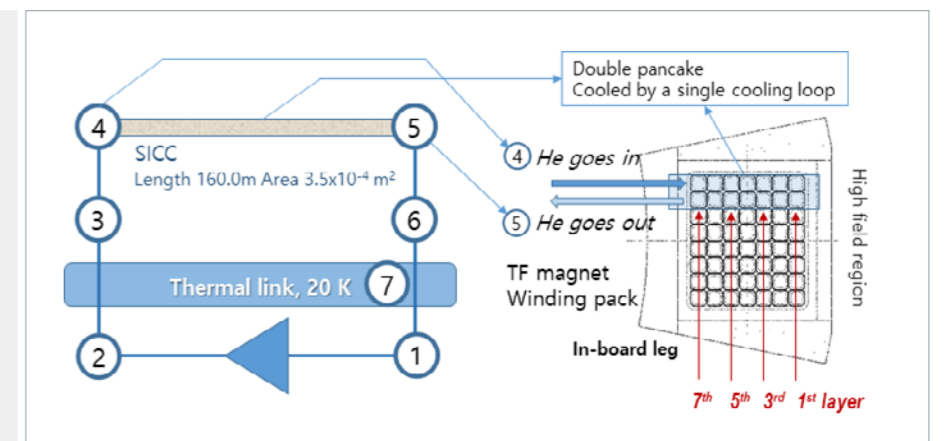 Double pancake
Cooled by a single cooling loop
4
5
SICC
Length 160.0m Area 3.5x10⁻⁴ m²
4 He goes in
5 He goes out
3
6
High field region
Thermal link, 20 K 7
TF magnet
Winding pack
In-board leg
2
1
7th 5th 3rd 1st layer